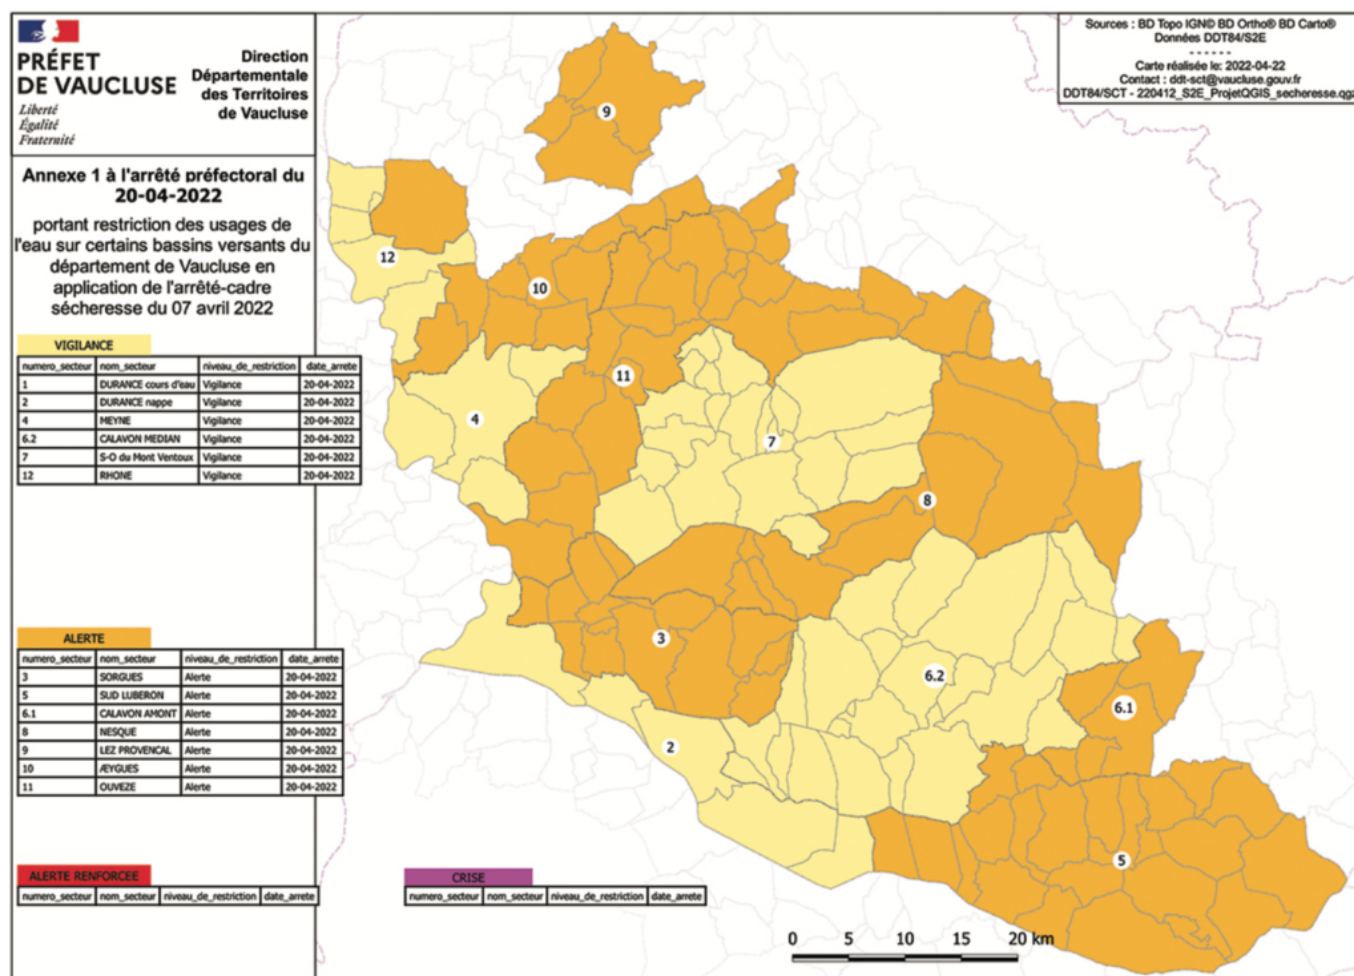 PRÉFET
DE VAUCLUSE
Liberté
Égalité
Fraternité
Direction
Départementale
des Territoires
de Vaucluse
Sources : BD Topo IGN© BD Ortho® BD Carto®
Données DDT84/S2E
- - - - - -
Carte réalisée le: 2022-04-22
Contact : ddt-sct@vaucluse.gouv.fr
DDT84/SCT - 220412_S2E_ProjetQGIS_secheresse.qgz
Annexe 1 à l'arrêté préfectoral du
20-04-2022
portant restriction des usages de
l'eau sur certains bassins versants du
département de Vaucluse en
application de l'arrêté-cadre
sécheresse du 07 avril 2022
VIGILANCE
numero_secteur nom_secteur niveau_de_restriction date_arrete
1 DURANCE cours d'eau Vigilance 20-04-2022
2 DURANCE nappe Vigilance 20-04-2022
4 MEYNE Vigilance 20-04-2022
6.2 CALAVON MEDIAN Vigilance 20-04-2022
7 S-O du Mont Ventoux Vigilance 20-04-2022
12 RHONE Vigilance 20-04-2022
ALERTE
numero_secteur nom_secteur niveau_de_restriction date_arrete
3 SORGUES Alerte 20-04-2022
5 SUD LUBERON Alerte 20-04-2022
6.1 CALAVON AMONT Alerte 20-04-2022
8 NESQUE Alerte 20-04-2022
9 LEZ PROVENCAL Alerte 20-04-2022
10 ÆYGUES Alerte 20-04-2022
11 OUVEZE Alerte 20-04-2022
ALERTE RENFORCEE
numero_secteur nom_secteur niveau_de_restriction date_arrete
CRISE
numero_secteur nom_secteur niveau_de_restriction date_arrete
9
12
10
11
4
7
8
3
6.2
6.1
2
5
0 5 10 15 20 km